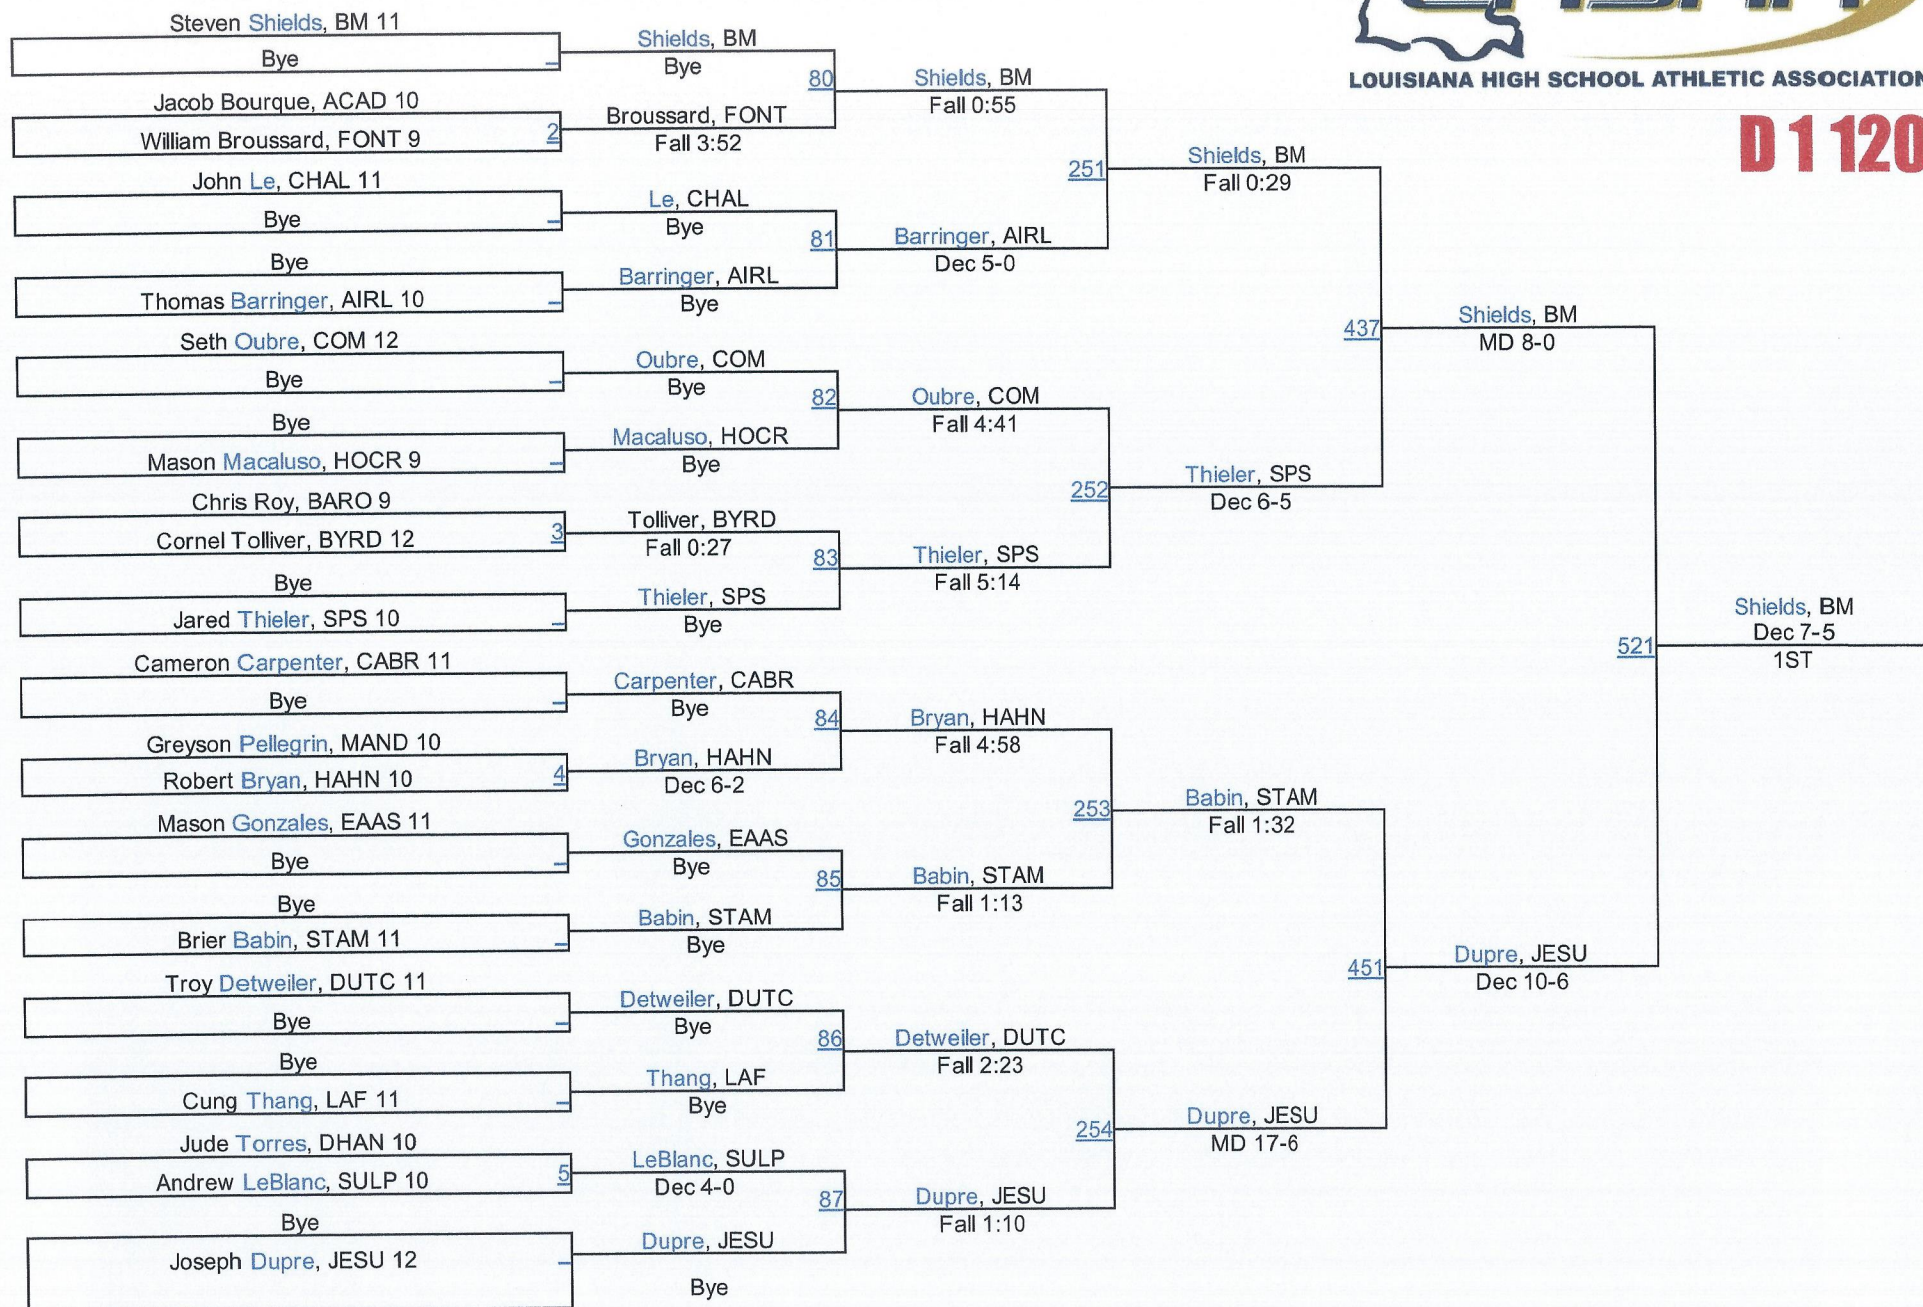 LOUISIANA HIGH SCHOOL ATHLETIC ASSOCIATION
D 1 120
Steven Shields, BM 11
Bye
Jacob Bourque, ACAD 10
William Broussard, FONT 9
2
John Le, CHAL 11
Bye
Bye
Thomas Barringer, AIRL 10
Seth Oubre, COM 12
Bye
Bye
Mason Macaluso, HOCR 9
Chris Roy, BARO 9
Cornel Tolliver, BYRD 12
3
Bye
Jared Thieler, SPS 10
Cameron Carpenter, CABR 11
Bye
Greyson Pellegrin, MAND 10
Robert Bryan, HAHN 10
4
Mason Gonzales, EAAS 11
Bye
Bye
Brier Babin, STAM 11
Troy Detweiler, DUTC 11
Bye
Bye
Cung Thang, LAF 11
Jude Torres, DHAN 10
Andrew LeBlanc, SULP 10
5
Bye
Joseph Dupre, JESU 12
Shields, BM
Bye
80
Broussard, FONT
Fall 3:52
Le, CHAL
Bye
81
Barringer, AIRL
Bye
Oubre, COM
Bye
82
Macaluso, HOCR
Bye
Tolliver, BYRD
Fall 0:27
83
Thieler, SPS
Bye
Carpenter, CABR
Bye
84
Bryan, HAHN
Dec 6-2
Gonzales, EAAS
Bye
85
Babin, STAM
Bye
Detweiler, DUTC
Bye
86
Thang, LAF
Bye
LeBlanc, SULP
Dec 4-0
87
Dupre, JESU
Bye
Shields, BM
Fall 0:55
251
Barringer, AIRL
Dec 5-0
Oubre, COM
Fall 4:41
252
Thieler, SPS
Fall 5:14
Bryan, HAHN
Fall 4:58
253
Babin, STAM
Fall 1:13
Detweiler, DUTC
Fall 2:23
254
Dupre, JESU
Fall 1:10
Shields, BM
Fall 0:29
437
Thieler, SPS
Dec 6-5
Babin, STAM
Fall 1:32
451
Dupre, JESU
MD 17-6
Shields, BM
MD 8-0
521
Dupre, JESU
Dec 10-6
Shields, BM
Dec 7-5
1ST